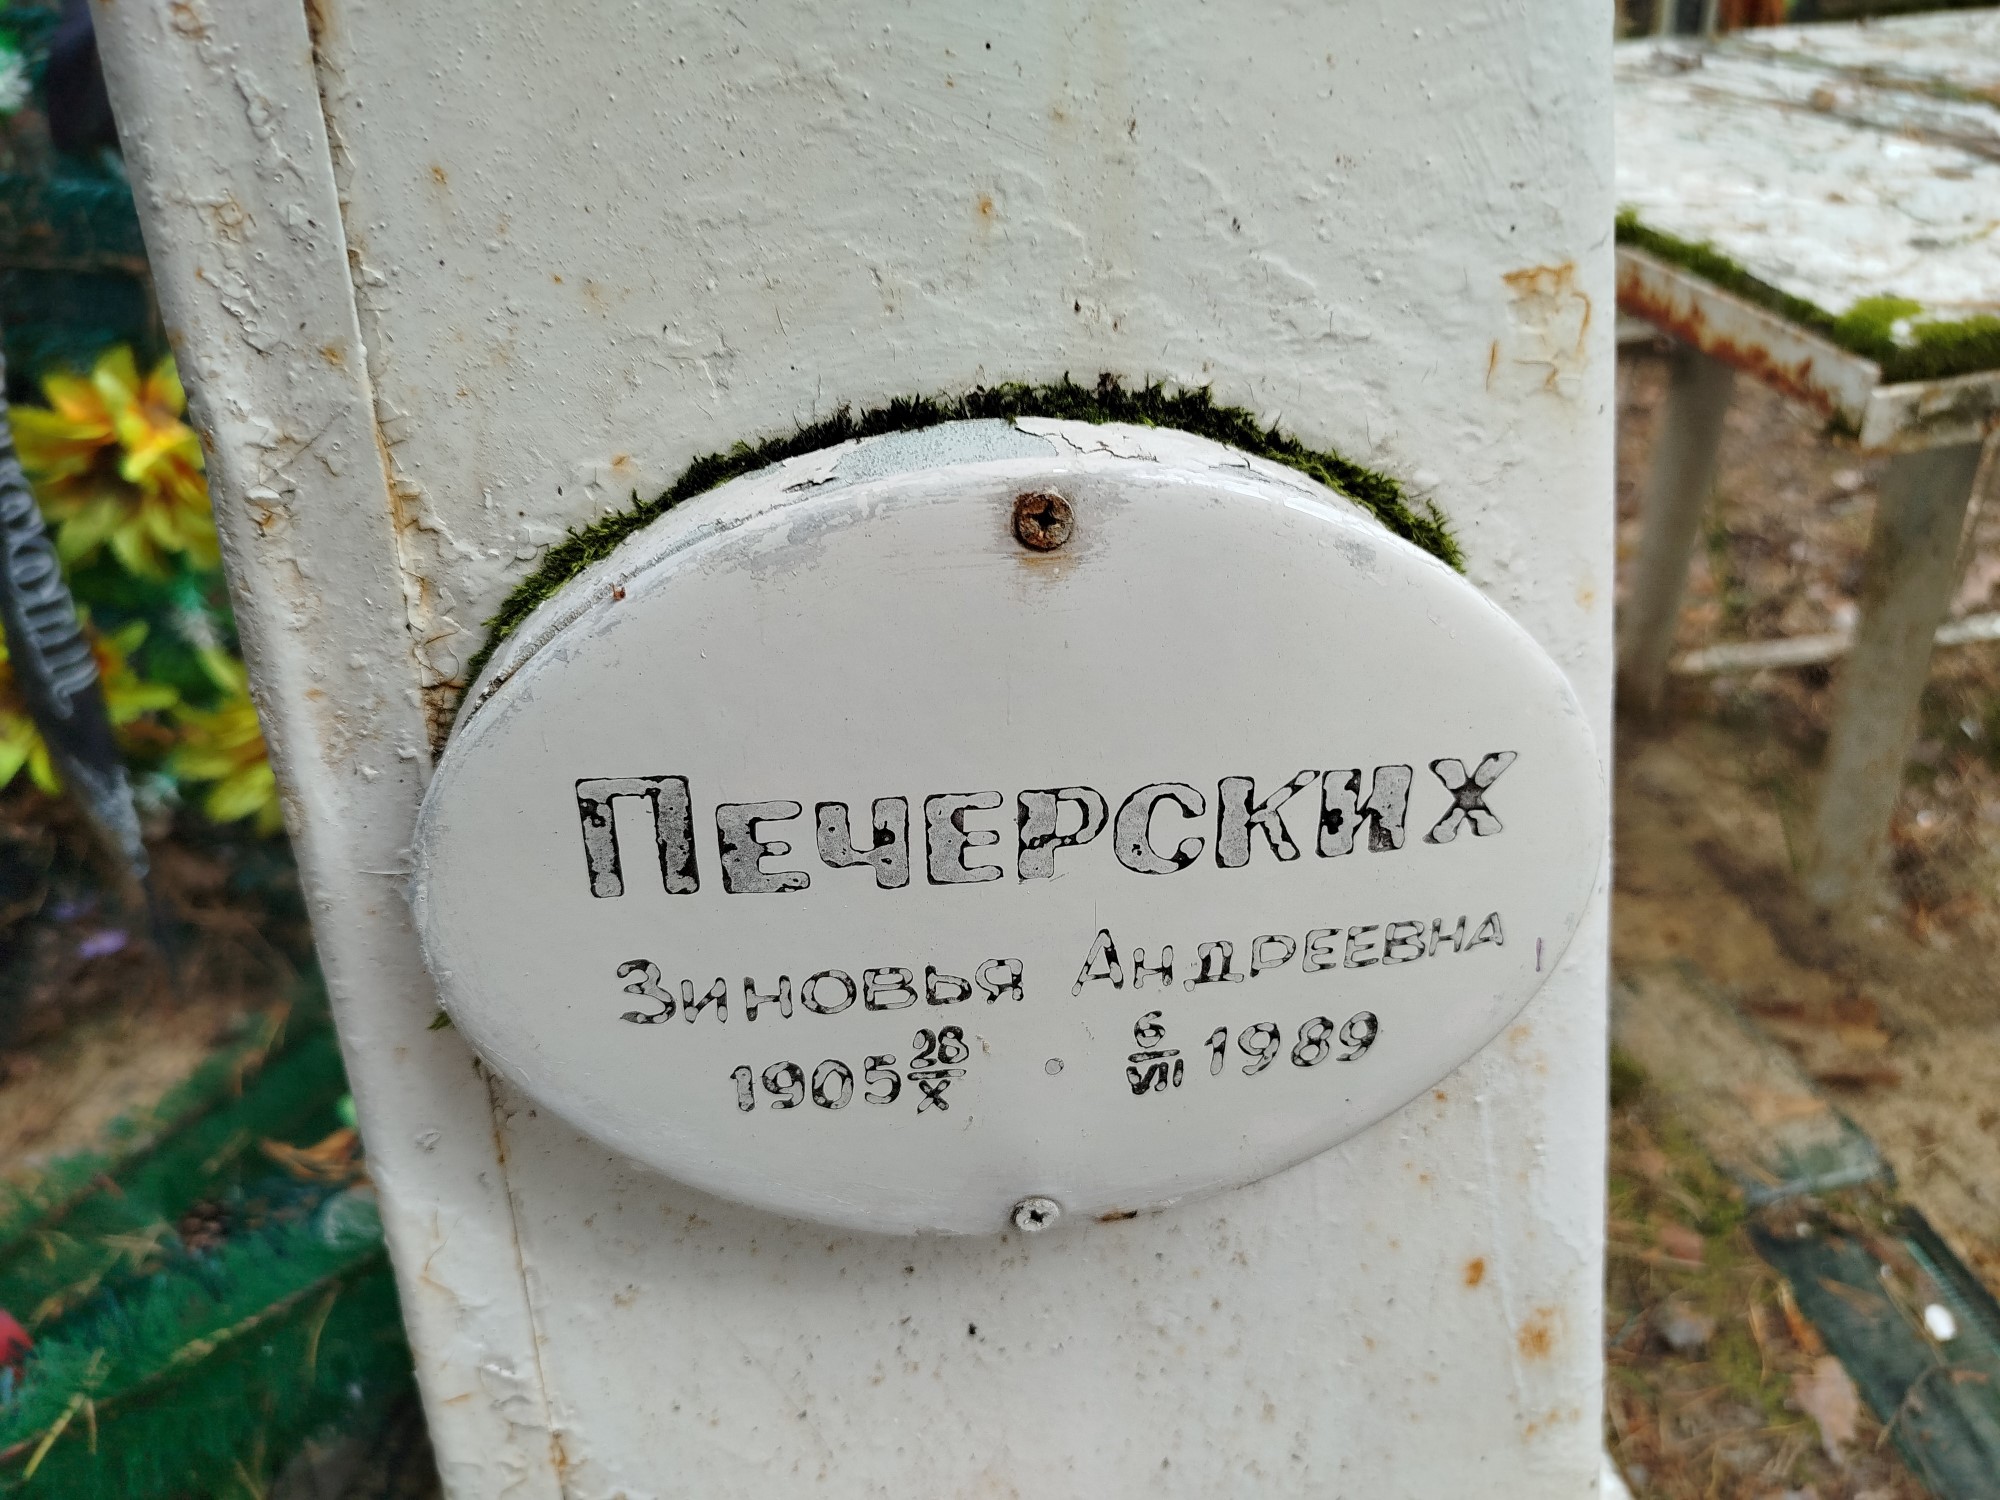 Печерских
Зиновья Андреевна
1905 28/X · 6/VII 1989